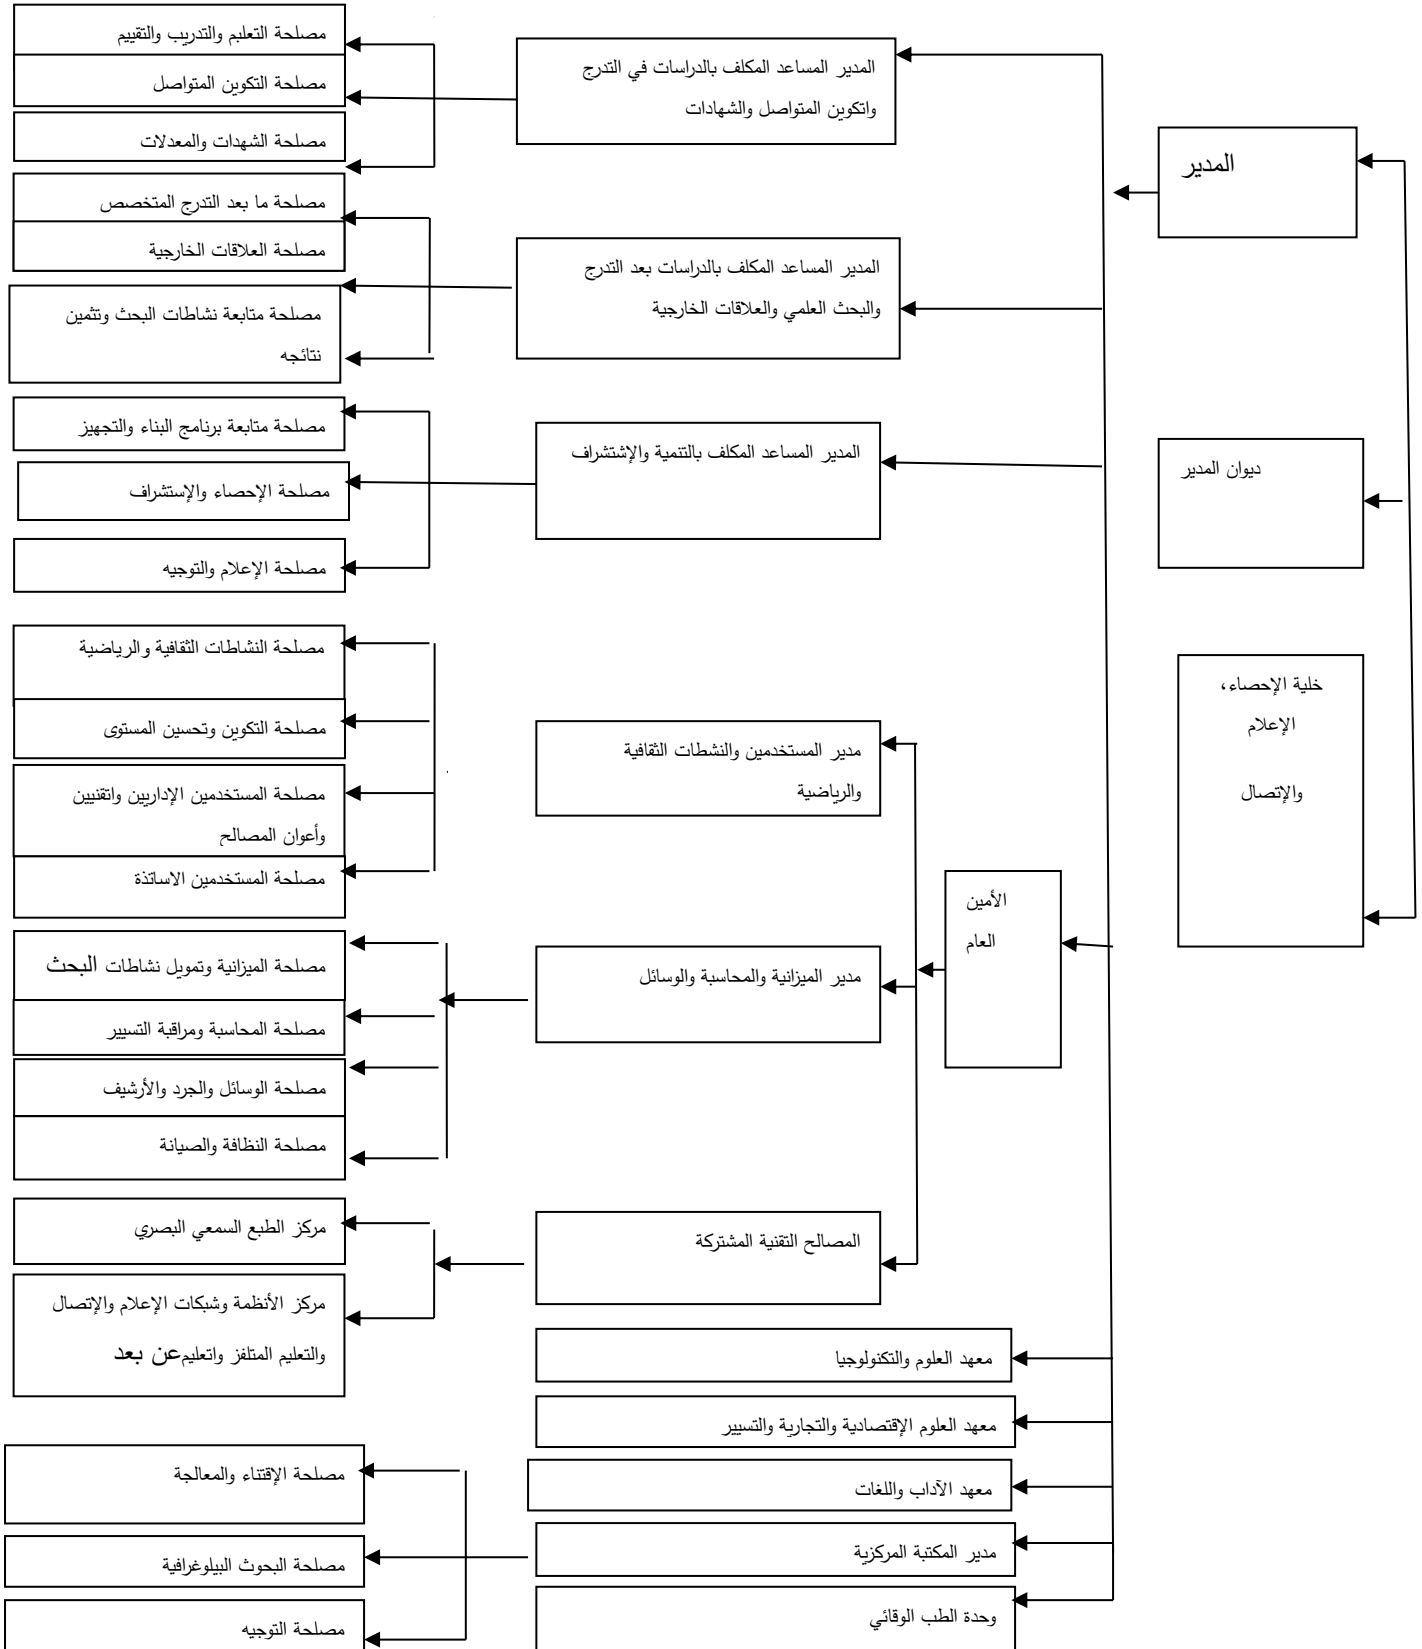 المدير
ديوان المدير
خلية الإحصاء،
الإعلام
والإتصال
الأمين
العام
المدير المساعد المكلف بالدراسات في التدرج
واتكوين المتواصل والشهادات
المدير المساعد المكلف بالدراسات بعد التدرج
والبحث العلمي والعلاقات الخارجية
المدير المساعد المكلف بالتنمية والإشتشراف
مدير المستخدمين والنشطات الثقافية
والرياضية
مدير الميزانية والمحاسبة والوسائل
المصالح التقنية المشتركة
معهد العلوم والتكنولوجيا
معهد العلوم الإقتصادية والتجارية والتسيير
معهد الآداب واللغات
مدير المكتبة المركزية
وحدة الطب الوقائي
مصلحة التعلبم والتدريب والتقييم
مصلحة التكوين المتواصل
مصلحة الشهدات والمعدلات
مصلحة ما بعد التدرج المتخصص
مصلحة العلاقات الخارجية
مصلحة متابعة نشاطات البحث وتثمين
نتائجه
مصلحة متابعة برنامج البناء والتجهيز
مصلحة الإحصاء والإستشراف
مصلحة الإعلام والتوجيه
مصلحة النشاطات الثقافية والرياضية
مصلحة التكوين وتحسين المستوى
مصلحة المستخدمين الإداريين واتقنيين
وأعوان المصالح
مصلحة المستخدمين الاساتذة
مصلحة الميزانية وتمويل نشاطات البحث
مصلحة المحاسبة ومراقبة التسيير
مصلحة الوسائل والجرد والأرشيف
مصلحة النظافة والصيانة
مركز الطبع السمعي البصري
مركز الأنظمة وشبكات الإعلام والإتصال
والتعليم المتلفز واتعليم عن بعد
مصلحة الإقتناء والمعالجة
مصلحة البحوث البيلوغرافية
مصلحة التوجيه